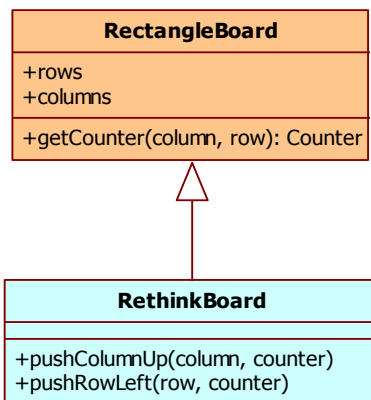 RectangleBoard
+rows
+columns
+getCounter(column, row): Counter
RethinkBoard
+pushColumnUp(column, counter)
+pushRowLeft(row, counter)